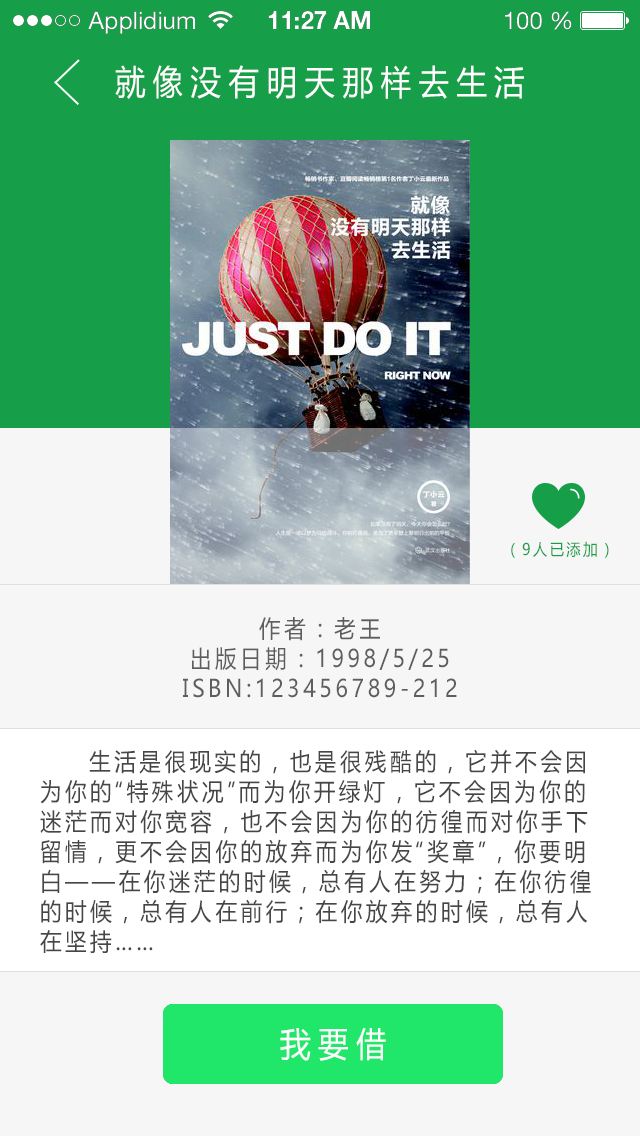 Applidium 11:27 AM 100 %
就像没有明天那样去生活
畅销书作家、豆瓣阅读畅销榜第1名作者丁小云最新作品
就像
没有明天那样
去生活
JUST DO IT
RIGHT NOW
丁小云
著
武汉出版社
(9人已添加)
作者：老王
出版日期：1998/5/25
ISBN:123456789-212
生活是很现实的，也是很残酷的，它并不会因
为你的“特殊状况”而为你开绿灯，它不会因为你的
迷茫而对你宽容，也不会因为你的彷徨而对你手下
留情，更不会因你的放弃而为你发“奖章”，你要明
白——在你迷茫的时候，总有人在努力；在你彷徨
的时候，总有人在前行；在你放弃的时候，总有人
在坚持……
我要借